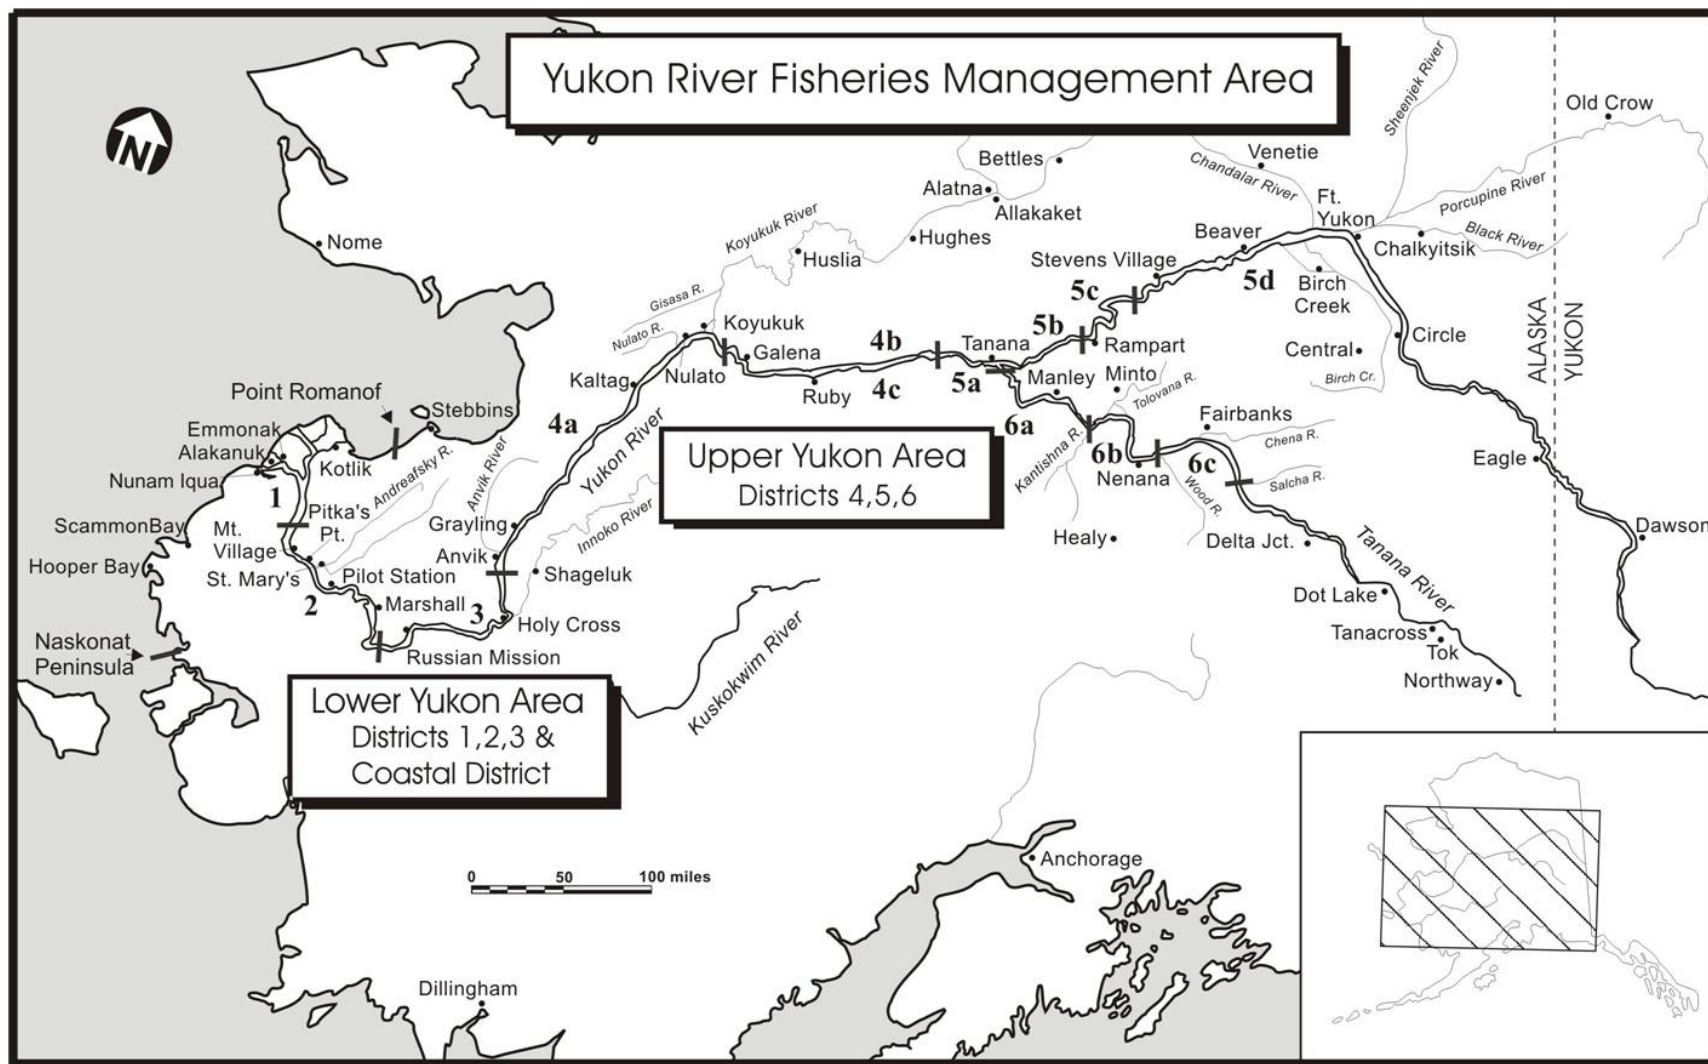 Yukon River Fisheries Management Area
N
Sheenjek River
Old Crow
Bettles
Venetie
Chandalar River
Alatna
Allakaket
Ft.
Yukon
Porcupine River
Koyukuk River
Hughes
Beaver
Chalkyitsik
Black River
Nome
Huslia
Stevens Village
5d
Birch
Creek
Gisasa R.
5c
ALASKA
YUKON
Nulato R.
Koyukuk
4b
Tanana
5b
Rampart
Circle
Galena
Central
Kaltag
Nulato
Ruby
4c
5a
Manley
Minto
Tolovana R.
Birch Cr.
Point Romanof
4a
Yukon River
6a
Fairbanks
Stebbins
Emmonak
Alakanuk
Kotlik
Nunam Iqua
Andreafsky R.
Anvik River
Upper Yukon Area
Districts 4,5,6
Kantishna R.
6b
6c
Chena R.
Eagle
Nenana
Wood R.
Salcha R.
1
Pitka's
Pt.
ScammonBay
Mt.
Village
Grayling
Innoko River
Dawson
Healy
Delta Jct.
Hooper Bay
St. Mary's
Anvik
Shageluk
Tanana River
Pilot Station
2
Marshall
3
Holy Cross
Dot Lake
Naskonat
Peninsula
Russian Mission
Kuskokwim River
Tanacross
Tok
Northway
Lower Yukon Area
Districts 1,2,3 &
Coastal District
Anchorage
0 50 100 miles
Dillingham